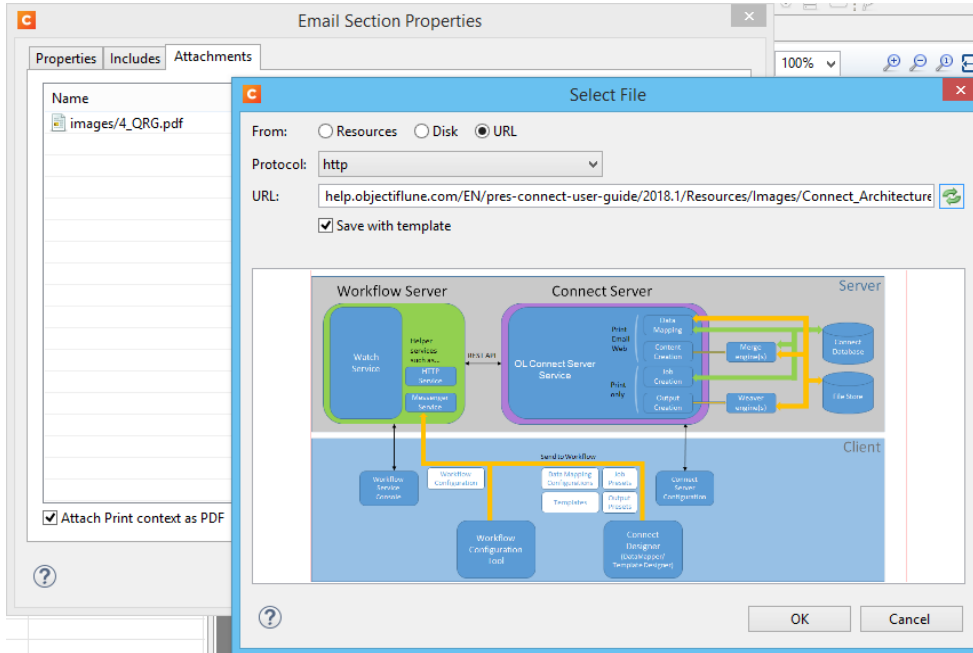 Email Section Properties
Properties
Includes
Attachments
Name
images/4_QRG.pdf
Attach Print context as PDF
100%
Select File
From:
Resources
Disk
URL
Protocol:
http
URL:
help.objectiflune.com/EN/pres-connect-user-guide/2018.1/Resources/Images/Connect_Architecture
Save with template
Server
Workflow Server
Connect Server
Watch
Service
Helper
services
such as...
HTTP
Service
Messenger
Service
REST API
OL Connect Server
Service
Print
Email
Web
Print
only
Data
Mapping
Content
Creation
Job
Creation
Output
Creation
Merge
engine(s)
Weaver
engine(s)
Connect
Database
File Store
Client
Send to Workflow
Workflow
Service
Console
Workflow
Configuration
Data Mapping
Configurations
Job
Presets
Templates
Output
Presets
Connect
Server
Configuration
Workflow
Configuration
Tool
Connect
Designer
(DataMapper/
Template Designer)
OK
Cancel